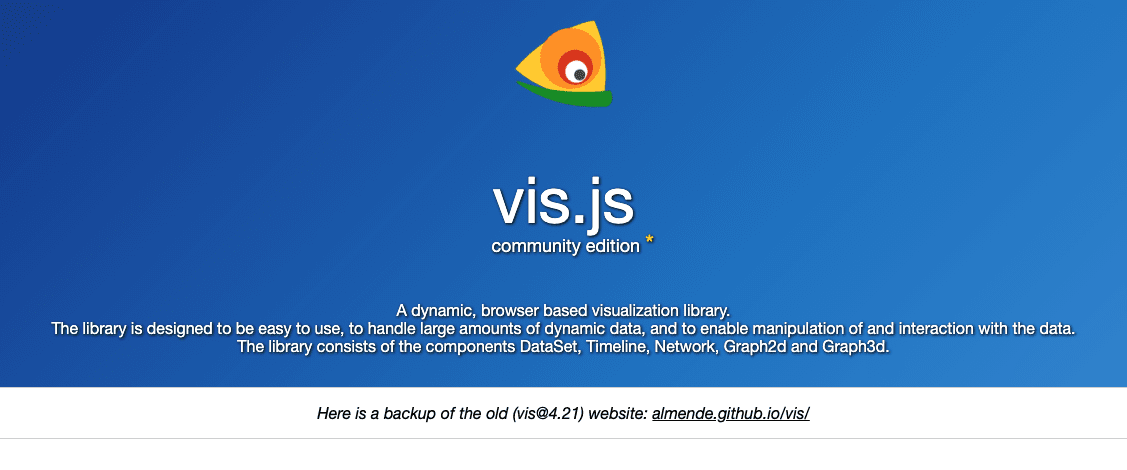 vis.js
community edition *
A dynamic, browser based visualization library.
The library is designed to be easy to use, to handle large amounts of dynamic data, and to enable manipulation of and interaction with the data.
The library consists of the components DataSet, Timeline, Network, Graph2d and Graph3d.
Here is a backup of the old (vis@4.21) website: almende.github.io/vis/